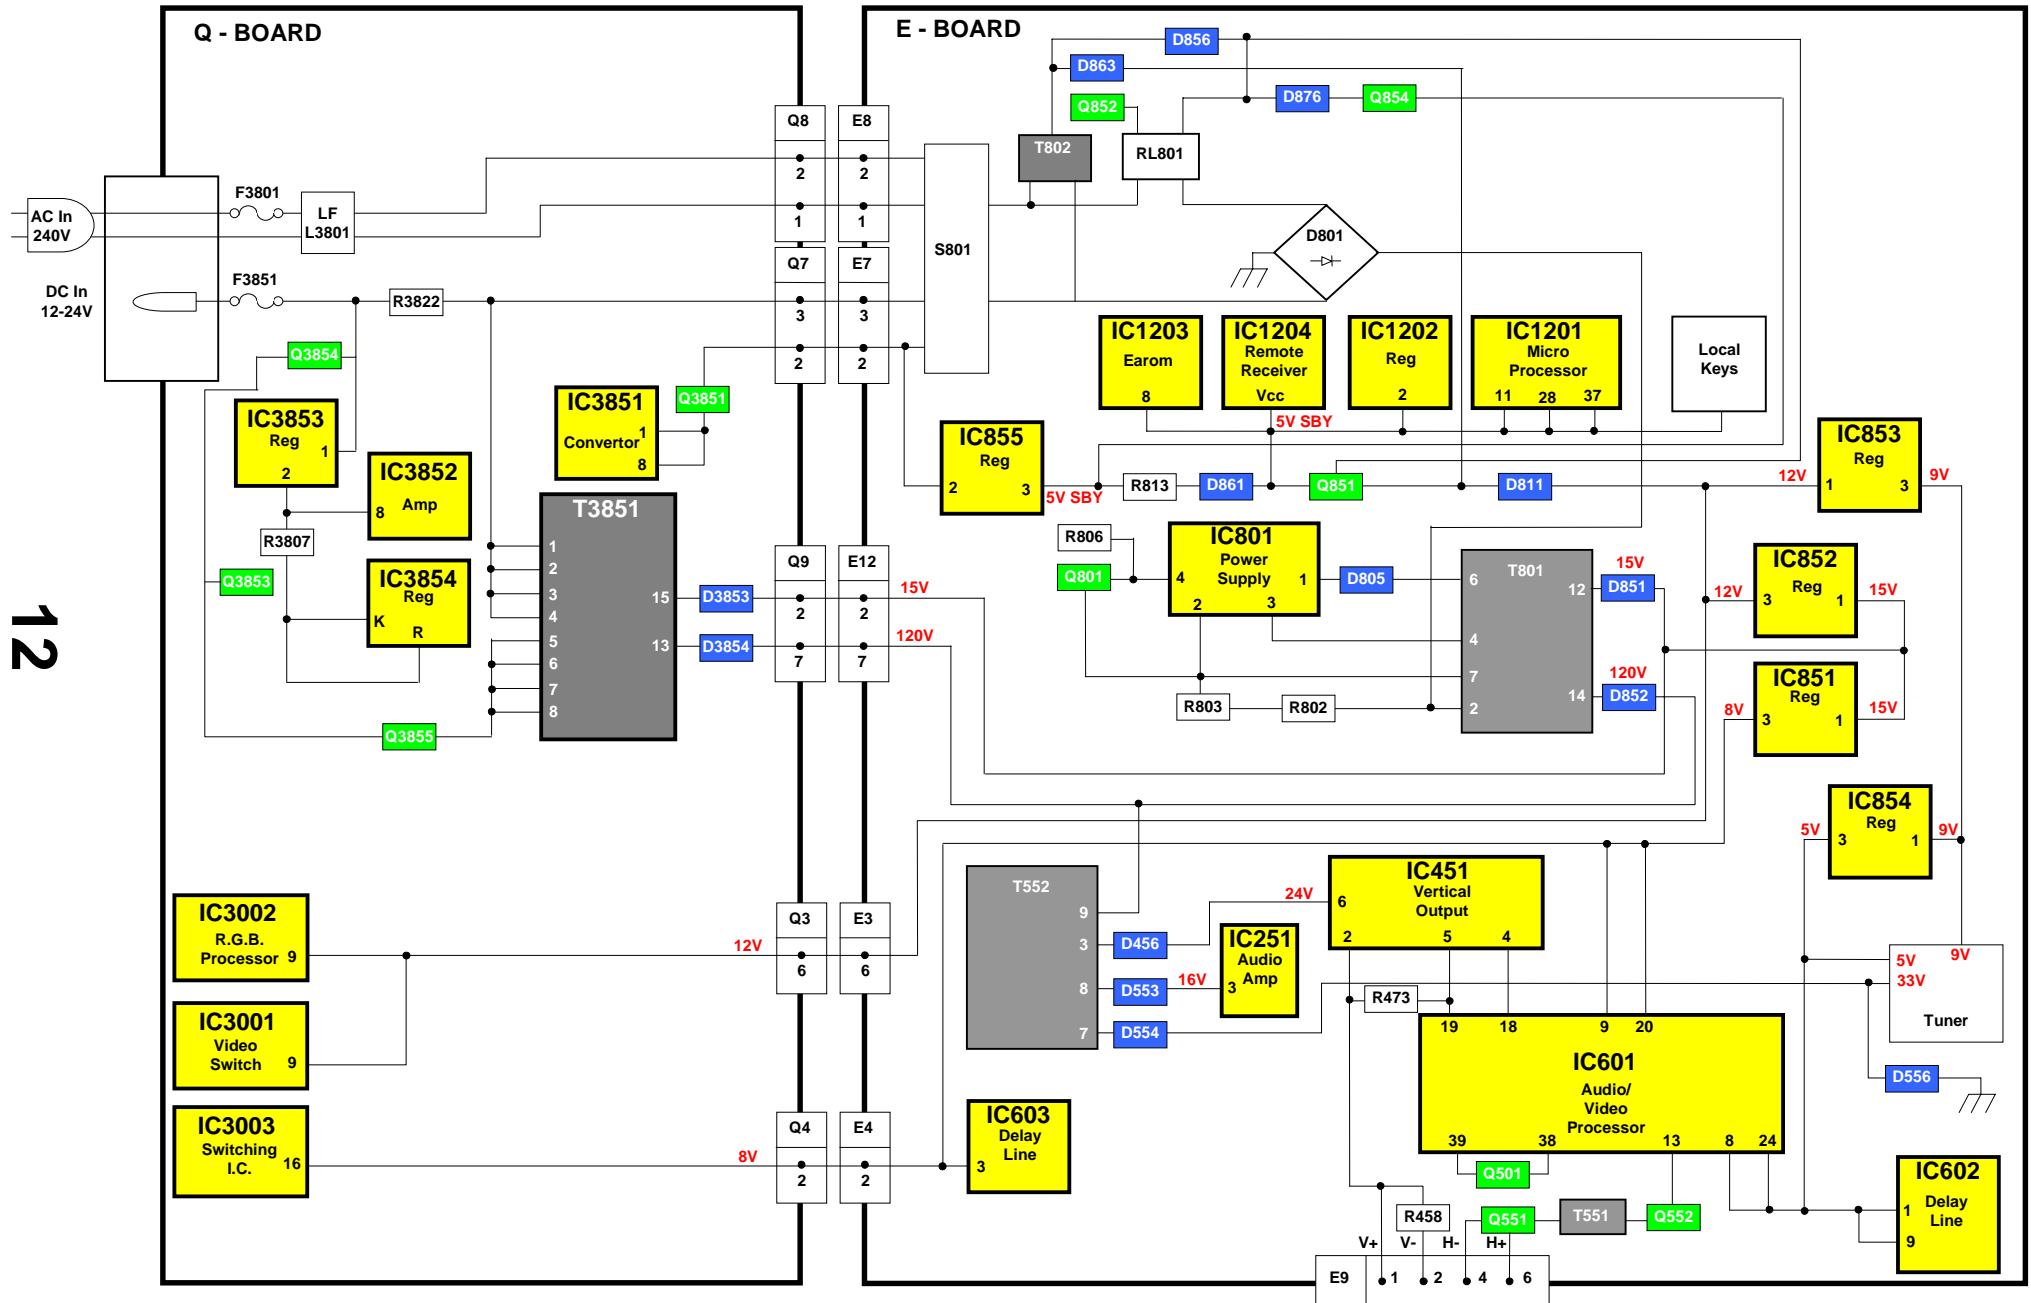 Q - BOARD
E - BOARD
D856
D863
D876
Q854
Q852
T802
RL801
Q8
E8
2
2
1
1
AC In
240V
F3801
LF
L3801
S801
D801
Q7
E7
DC In
12-24V
F3851
R3822
3
3
2
2
Q3854
IC3853
Reg
1
2
IC3851
Convertor
1
8
Q3851
IC3852
Amp
8
R3807
Q3853
IC3854
Reg
K
R
Q3855
T3851
1
2
3
4
5
6
7
8
15
13
D3853
D3854
Q9
E12
2
2
7
7
15V
120V
IC1203
Earom
8
IC1204
Remote
Receiver
Vcc
IC1202
Reg
2
IC1201
Micro
Processor
11
28
37
Local
Keys
5V SBY
IC855
Reg
2
3
5V SBY
R813
D861
Q851
D811
12V
IC853
Reg
1
3
9V
R806
Q801
IC801
Power
Supply
4
1
2
3
D805
R803
R802
T801
6
4
7
2
12
14
15V
D851
120V
D852
12V
IC852
Reg
3
1
15V
8V
IC851
Reg
3
1
15V
5V
IC854
Reg
3
1
9V
12
IC3002
R.G.B.
Processor
9
IC3001
Video
Switch
9
IC3003
Switching
I.C.
16
12V
Q3
E3
6
6
8V
Q4
E4
2
2
T552
9
3
8
7
D456
D553
D554
24V
16V
IC251
Audio
Amp
3
IC451
Vertical
Output
6
2
5
4
R473
IC603
Delay
Line
3
19
18
9
20
IC601
Audio/
Video
Processor
39
38
13
8
24
Q501
5V
9V
33V
Tuner
D556
R458
Q551
T551
Q552
IC602
Delay
Line
1
9
V+
V-
H-
H+
E9
1
2
4
6